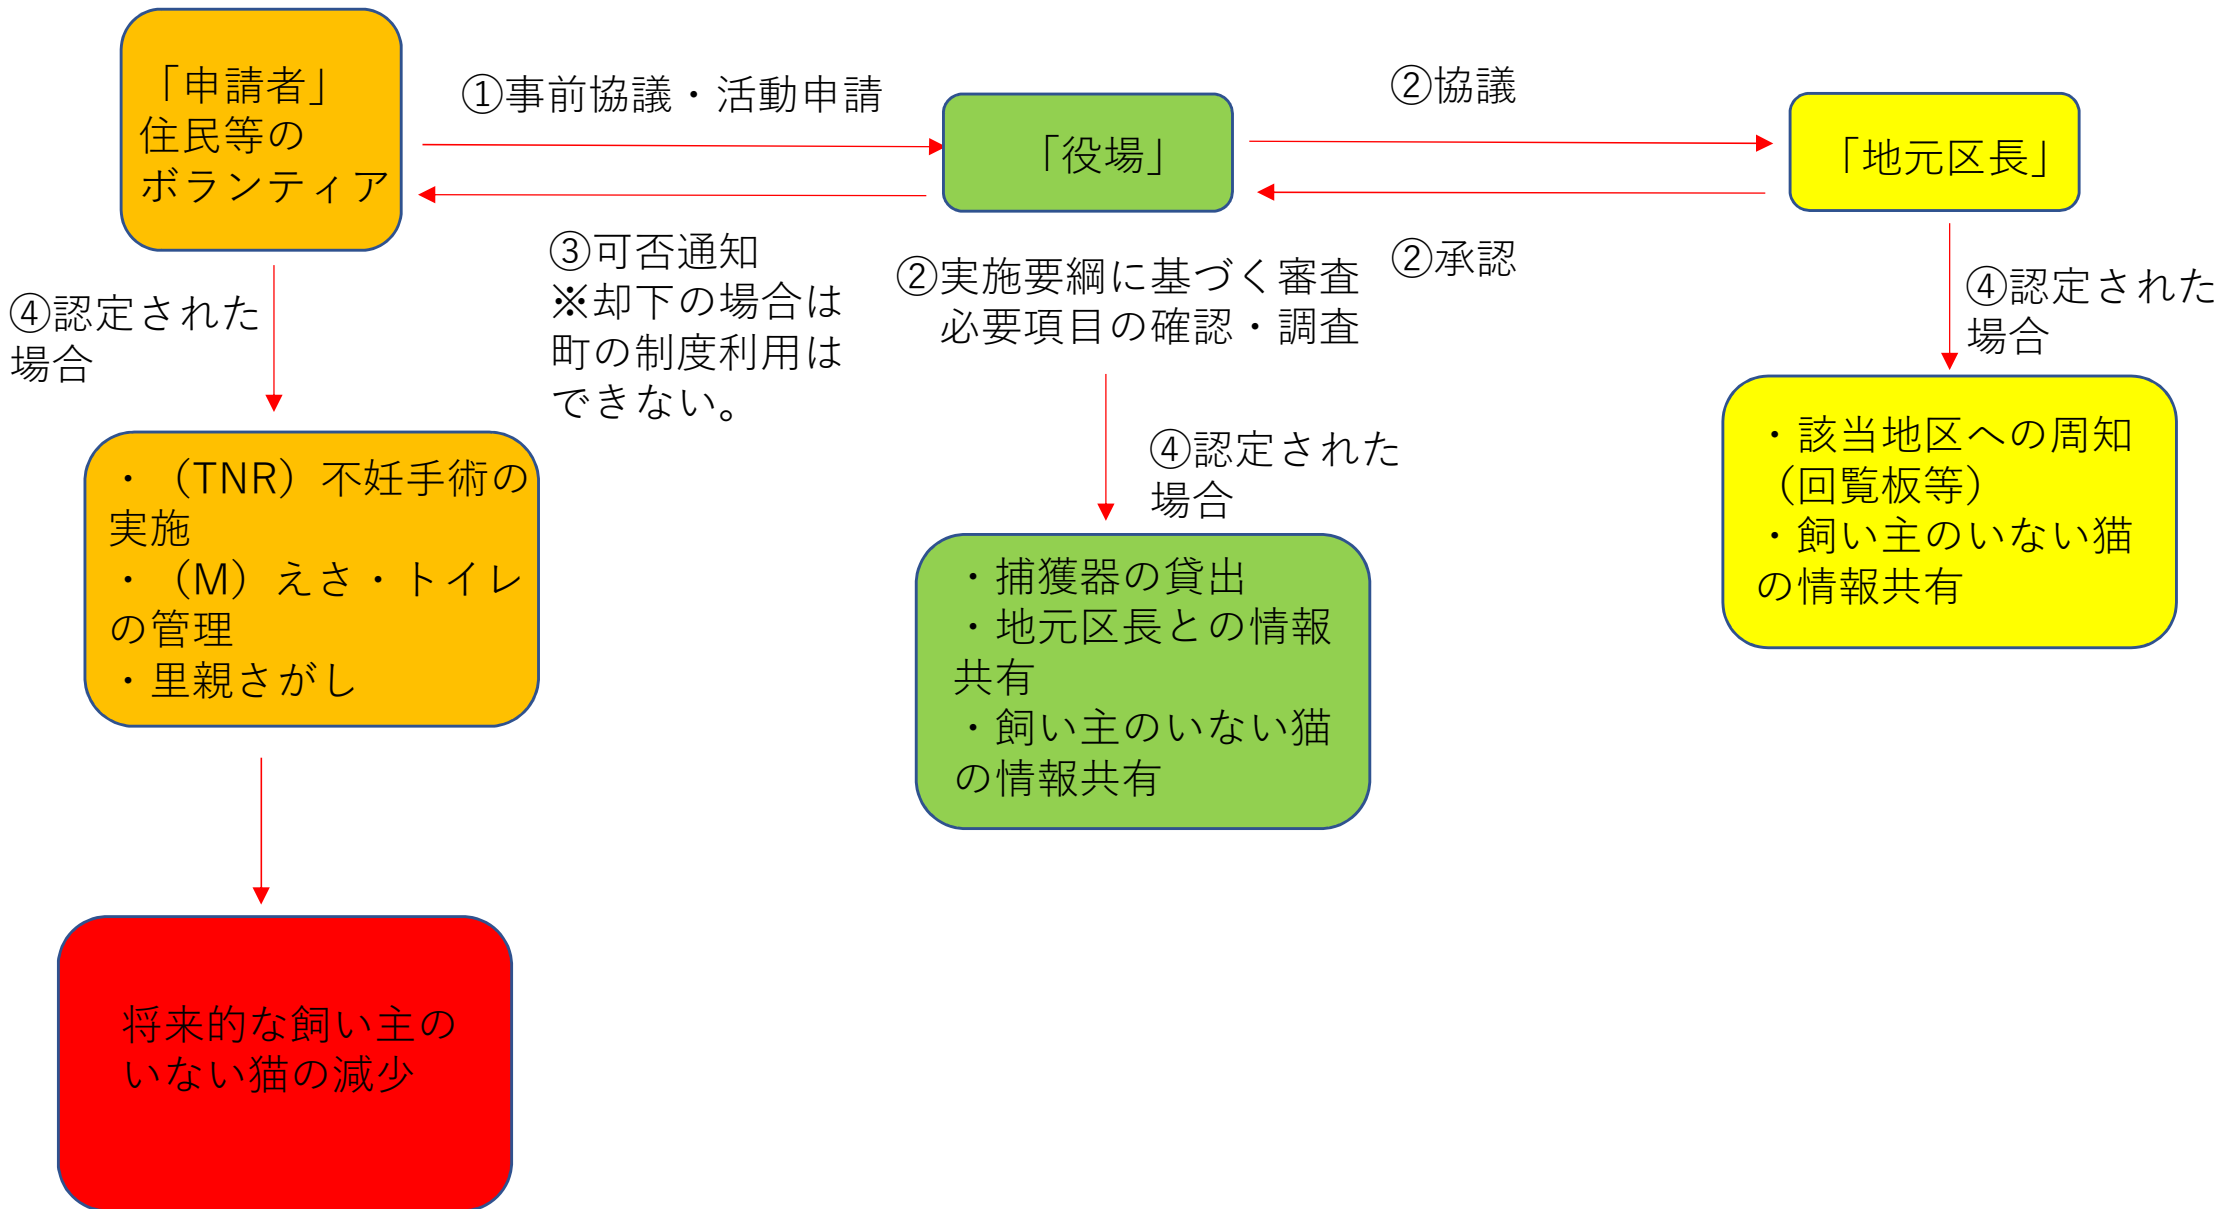 「申請者」
住民等の
ボランティア
①事前協議・活動申請
「役場」
②協議
「地元区長」
③可否通知
※却下の場合は
町の制度利用は
できない。
②実施要綱に基づく審査
必要項目の確認・調査
②承認
④認定された
場合
④認定された
場合
④認定された
場合
・（TNR）不妊手術の
実施
・（M）えさ・トイレ
の管理
・里親さがし
・捕獲器の貸出
・地元区長との情報
共有
・飼い主のいない猫
の情報共有
・該当地区への周知
（回覧板等）
・飼い主のいない猫
の情報共有
将来的な飼い主の
いない猫の減少